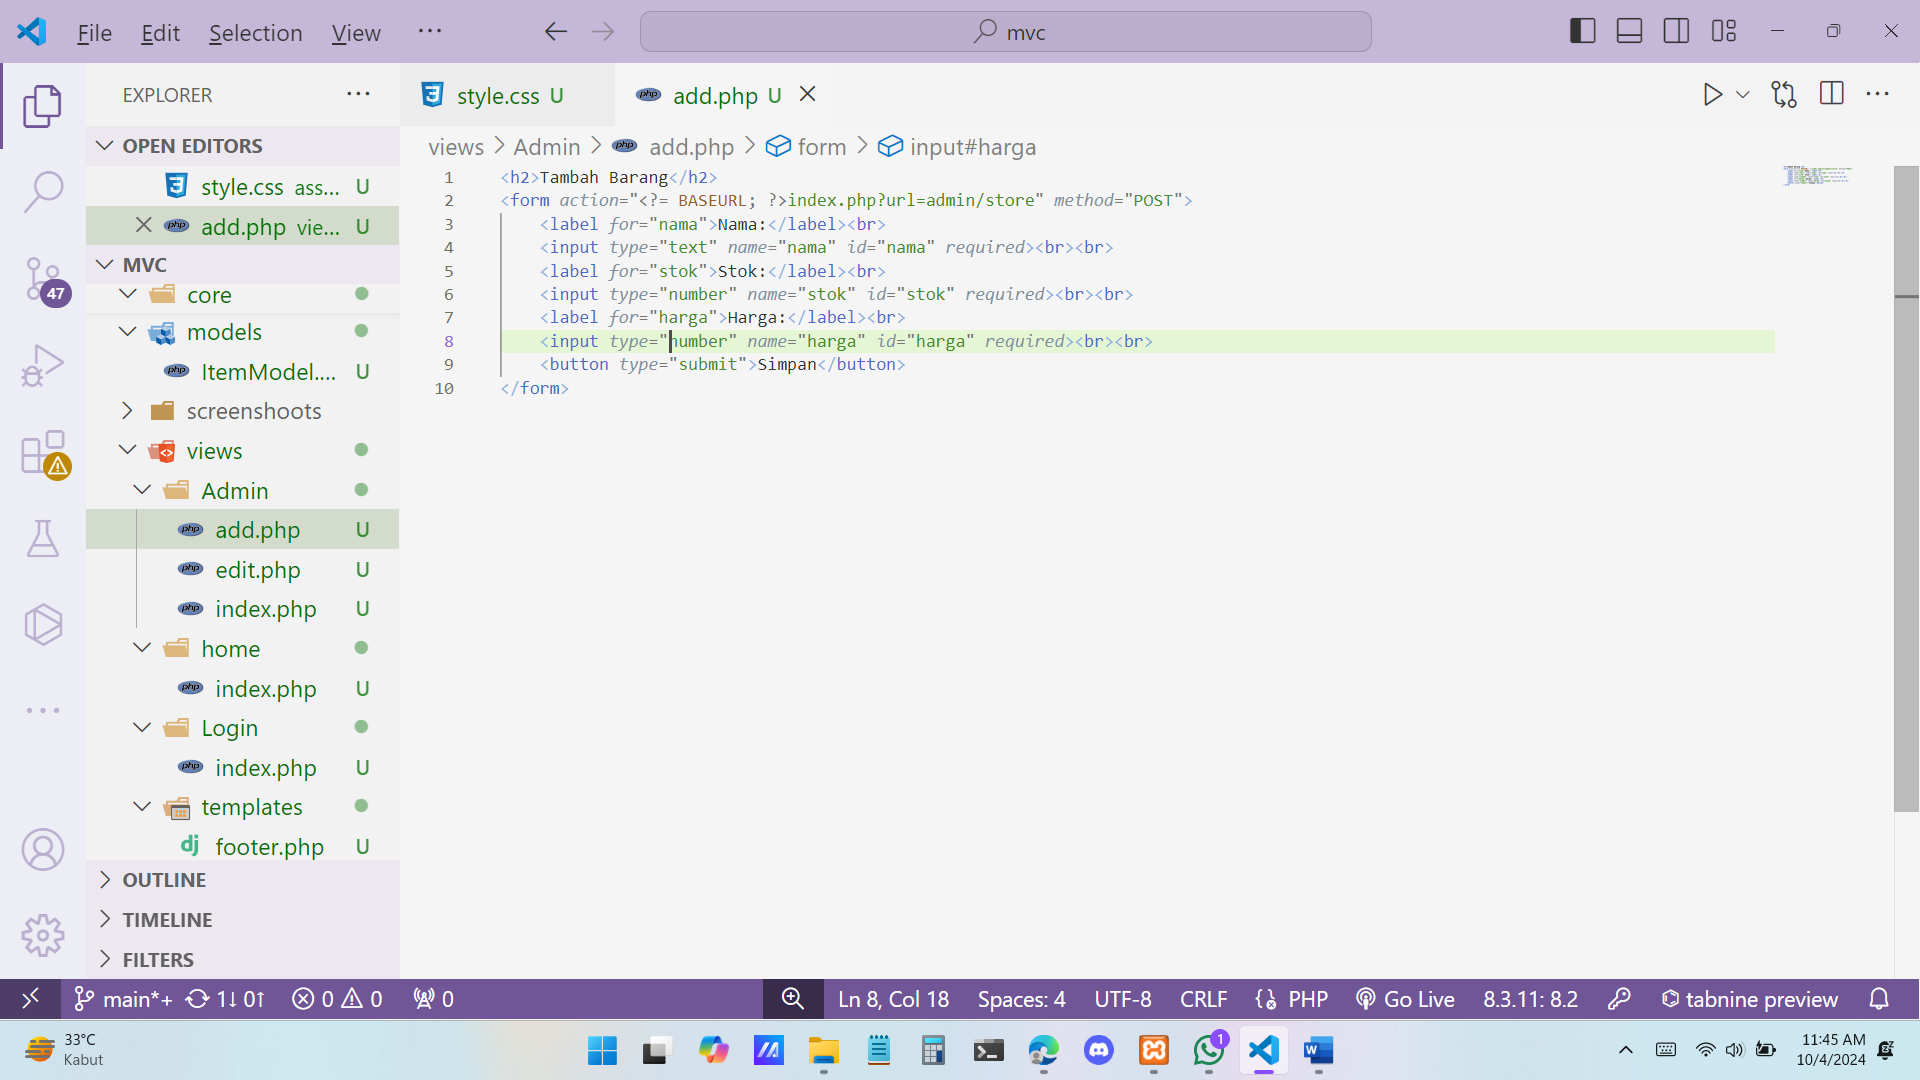 File Edit Selection View ··· mvc
EXPLORER ···
OPEN EDITORS
style.css ass... U
add.php vie... U
MVC
core
models
ItemModel.... U
screenshoots
views
Admin
add.php U
edit.php U
index.php U
home
index.php U
Login
index.php U
templates
footer.php U
OUTLINE
TIMELINE
FILTERS
47
style.css U
add.php U
views > Admin > add.php > form > input#harga
1 <h2>Tambah Barang</h2>
2 <form action="<?= BASEURL; ?>index.php?url=admin/store" method="POST">
3 <label for="nama">Nama:</label><br>
4 <input type="text" name="nama" id="nama" required><br><br>
5 <label for="stok">Stok:</label><br>
6 <input type="number" name="stok" id="stok" required><br><br>
7 <label for="harga">Harga:</label><br>
8 <input type="number" name="harga" id="harga" required><br><br>
9 <button type="submit">Simpan</button>
10 </form>
main*+ 1↓ 0↑ 0 0 0 Ln 8, Col 18 Spaces: 4 UTF-8 CRLF PHP Go Live 8.3.11: 8.2 tabnine preview
33°C
Kabut
1
11:45 AM
10/4/2024